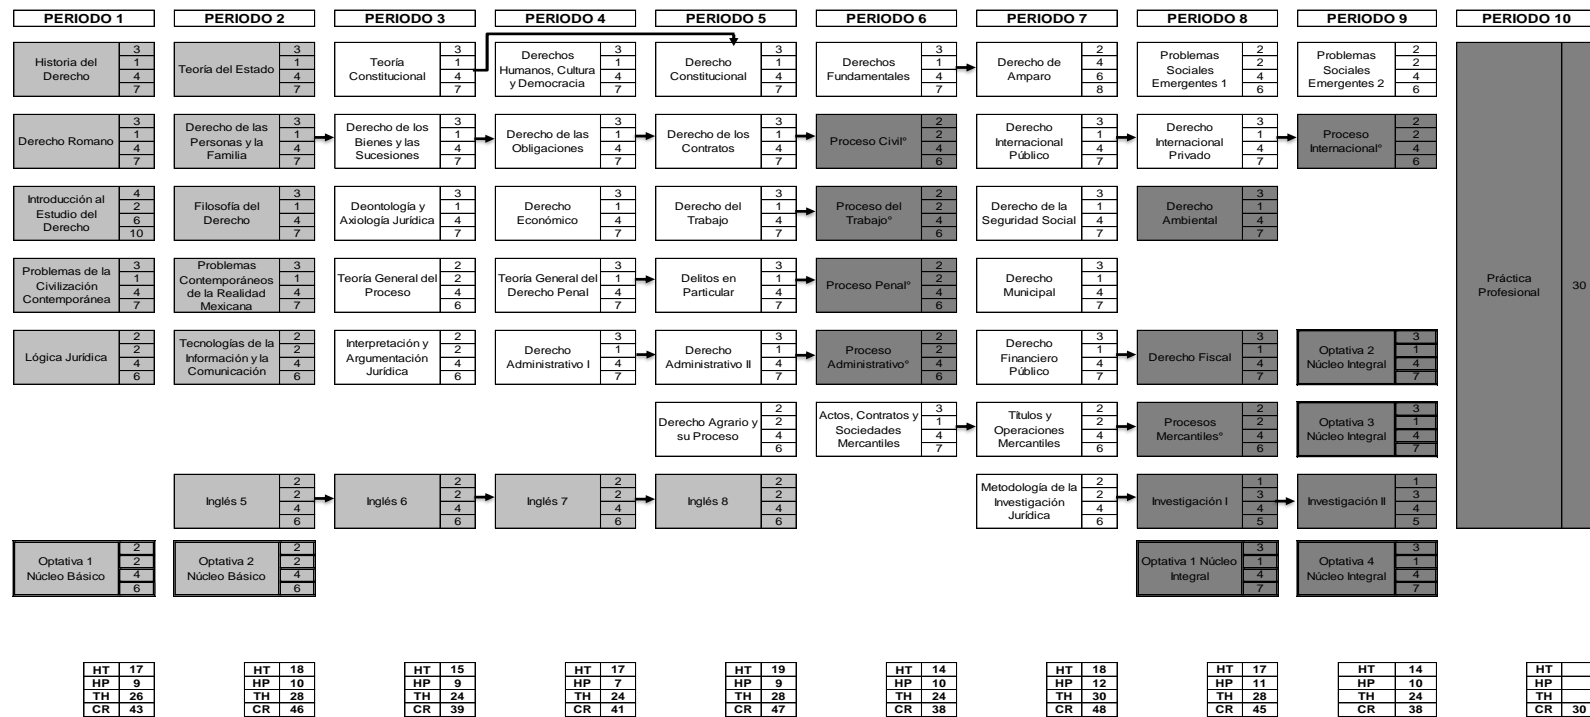 PERIODO 1
PERIODO 2
PERIODO 3
PERIODO 4
PERIODO 5
PERIODO 6
PERIODO 7
PERIODO 8
PERIODO 9
PERIODO 10
Historia del
Derecho
3
1
4
7
Teoría del Estado
3
1
4
7
Teoría
Constitucional
3
1
4
7
Derechos
Humanos, Cultura
y Democracia
3
1
4
7
Derecho
Constitucional
3
1
4
7
Derechos
Fundamentales
3
1
4
7
Derecho de
Amparo
2
4
6
8
Problemas
Sociales
Emergentes 1
2
2
4
6
Problemas
Sociales
Emergentes 2
2
2
4
6
Práctica
Profesional
30
Derecho Romano
3
1
4
7
Derecho de las
Personas y la
Familia
3
1
4
7
Derecho de los
Bienes y las
Sucesiones
3
1
4
7
Derecho de las
Obligaciones
3
1
4
7
Derecho de los
Contratos
3
1
4
7
Proceso Civil°
2
2
4
6
Derecho
Internacional
Público
3
1
4
7
Derecho
Internacional
Privado
3
1
4
7
Proceso
Internacional°
2
2
4
6
Introducción al
Estudio del
Derecho
4
2
6
10
Filosofía del
Derecho
3
1
4
7
Deontología y
Axiología Jurídica
3
1
4
7
Derecho
Económico
3
1
4
7
Derecho del
Trabajo
3
1
4
7
Proceso del
Trabajo°
2
2
4
6
Derecho de la
Seguridad Social
3
1
4
7
Derecho
Ambiental
3
1
4
7
Problemas de la
Civilización
Contemporánea
3
1
4
7
Problemas
Contemporáneos
de la Realidad
Mexicana
3
1
4
7
Teoría General del
Proceso
2
2
4
6
Teoría General del
Derecho Penal
3
1
4
7
Delitos en
Particular
3
1
4
7
Proceso Penal°
2
2
4
6
Derecho
Municipal
3
1
4
7
Lógica Jurídica
2
2
4
6
Tecnologías de la
Información y la
Comunicación
2
2
4
6
Interpretación y
Argumentación
Jurídica
2
2
4
6
Derecho
Administrativo I
3
1
4
7
Derecho
Administrativo II
3
1
4
7
Proceso
Administrativo°
2
2
4
6
Derecho
Financiero
Público
3
1
4
7
Derecho Fiscal
3
1
4
7
Optativa 2
Núcleo Integral
3
1
4
7
Derecho Agrario y
su Proceso
2
2
4
6
Actos, Contratos y
Sociedades
Mercantiles
3
1
4
7
Títulos y
Operaciones
Mercantiles
2
2
4
6
Procesos
Mercantiles°
2
2
4
6
Optativa 3
Núcleo Integral
3
1
4
7
Inglés 5
2
2
4
6
Inglés 6
2
2
4
6
Inglés 7
2
2
4
6
Inglés 8
2
2
4
6
Metodología de la
Investigación
Jurídica
2
2
4
6
Investigación I
1
3
4
5
Investigación II
1
3
4
5
Optativa 1
Núcleo Básico
2
2
4
6
Optativa 2
Núcleo Básico
2
2
4
6
Optativa 1 Núcleo
Integral
3
1
4
7
Optativa 4
Núcleo Integral
3
1
4
7
HT 17
HP 9
TH 26
CR 43
HT 18
HP 10
TH 28
CR 46
HT 15
HP 9
TH 24
CR 39
HT 17
HP 7
TH 24
CR 41
HT 19
HP 9
TH 28
CR 47
HT 14
HP 10
TH 24
CR 38
HT 18
HP 12
TH 30
CR 48
HT 17
HP 11
TH 28
CR 45
HT 14
HP 10
TH 24
CR 38
HT
HP
TH
CR 30